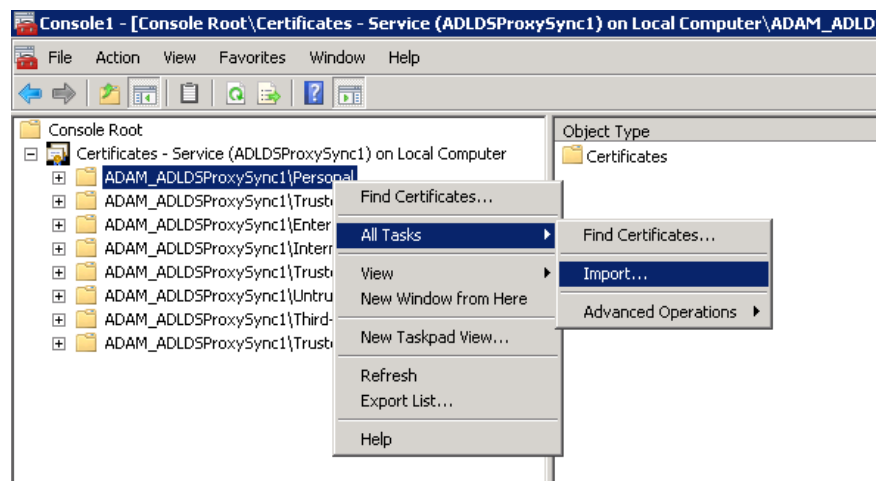 Console1 - [Console Root\Certificates - Service (ADLDSProxySync1) on Local Computer\ADAM_ADLD
File Action View Favorites Window Help
Console Root
Certificates - Service (ADLDSProxySync1) on Local Computer
ADAM_ADLDSProxySync1\Personal
ADAM_ADLDSProxySync1\Trust
ADAM_ADLDSProxySync1\Enter
ADAM_ADLDSProxySync1\Intern
ADAM_ADLDSProxySync1\Trust
ADAM_ADLDSProxySync1\Untru
ADAM_ADLDSProxySync1\Third-
ADAM_ADLDSProxySync1\Trust
Find Certificates...
All Tasks
View
New Window from Here
New Taskpad View...
Refresh
Export List...
Help
Find Certificates...
Import...
Advanced Operations
Object Type
Certificates